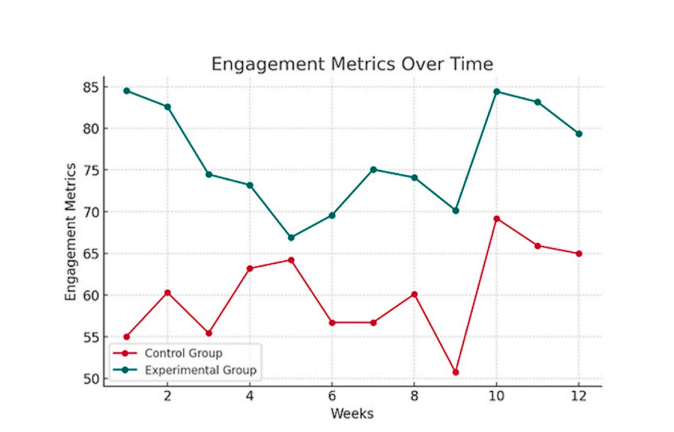 Engagement Metrics Over Time
Engagement Metrics
85
80
75
70
65
60
55
50
Control Group
Experimental Group
2 4 6 8 10 12
Weeks